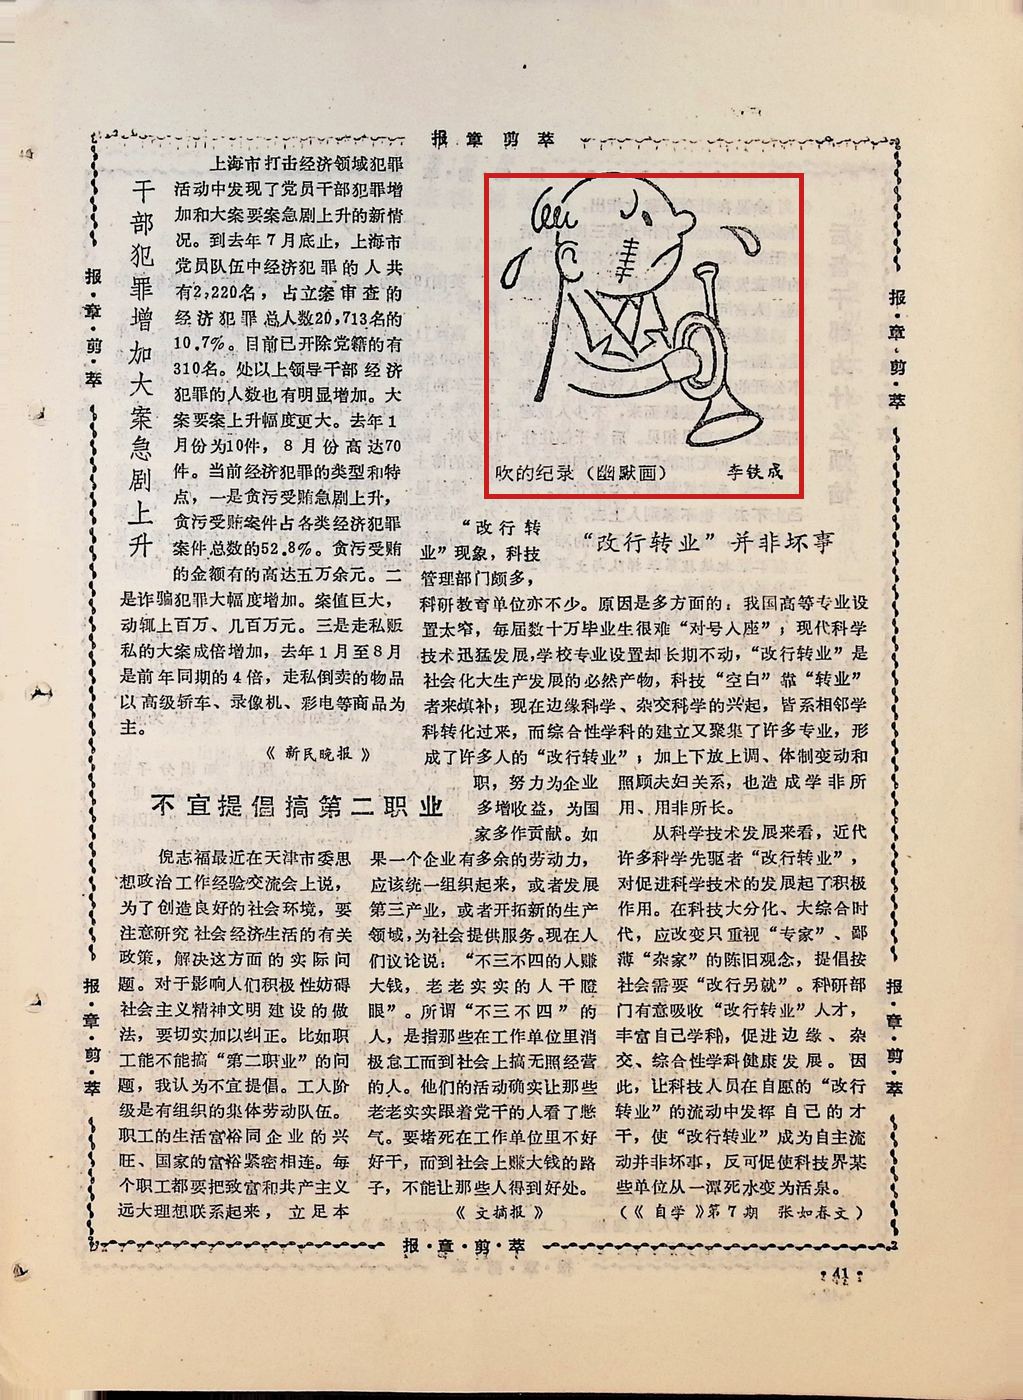 报章剪萃
干部犯罪增加大案急剧上升
上海市打击经济领域犯罪
活动中发现了党员干部犯罪增
加和大案要案急剧上升的新情
况。到去年7月底止，上海市
党员队伍中经济犯罪的人共
有2,220名，占立案审查的
经济犯罪总人数20,713名的
10.7%。目前已开除党籍的有
310名。处以上领导干部经济
犯罪的人数也有明显增加。大
案要案上升幅度更大。去年1
月份为10件，8月份高达70
件。当前经济犯罪的类型和特
点，一是贪污受贿急剧上升，
贪污受贿案件占各类经济犯罪
案件总数的52.8%。贪污受贿
的金额有的高达五万余元。二
是诈骗犯罪大幅度增加。案值巨大，
动辄上百万、几百万元。三是走私贩
私的大案成倍增加，去年1月至8月
是前年同期的4倍，走私倒卖的物品
以高级轿车、录像机、彩电等商品为
主。
《新民晚报》
吹的纪录（幽默画） 李铁成
“改行转业”并非坏事
“改行转
业”现象，科技
管理部门颇多，
科研教育单位亦不少。原因是多方面的：我国高等专业设
置太窄，每届数十万毕业生很难“对号入座”；现代科学
技术迅猛发展,学校专业设置却长期不动，“改行转业”是
社会化大生产发展的必然产物，科技“空白”靠“转业”
者来填补；现在边缘科学、杂交科学的兴起，皆系相邻学
科转化过来，而综合性学科的建立又聚集了许多专业，形
成了许多人的“改行转业”；加上下放上调、体制变动和
照顾夫妇关系，也造成学非所
用、用非所长。
从科学技术发展来看，近代
许多科学先驱者“改行转业”，
对促进科学技术的发展起了积极
作用。在科技大分化、大综合时
代，应改变只重视“专家”、鄙
薄“杂家”的陈旧观念，提倡按
社会需要“改行另就”。科研部
门有意吸收“改行转业”人才，
丰富自己学科，促进边缘、杂
交、综合性学科健康发展。因
此，让科技人员在自愿的“改行
转业”的流动中发挥自己的才
干，使“改行转业”成为自主流
动并非坏事，反可促使科技界某
些单位从一潭死水变为活泉。
（《自学》第7期 张如春文）
不宜提倡搞第二职业
倪志福最近在天津市委思
想政治工作经验交流会上说，
为了创造良好的社会环境，要
注意研究社会经济生活的有关
政策，解决这方面的实际问
题。对于影响人们积极性妨碍
社会主义精神文明建设的做
法，要切实加以纠正。比如职
工能不能搞“第二职业”的问
题，我认为不宜提倡。工人阶
级是有组织的集体劳动队伍。
职工的生活富裕同企业的兴
旺、国家的富裕紧密相连。每
个职工都要把致富和共产主义
远大理想联系起来，立足本
职，努力为企业
多增收益，为国
家多作贡献。如
果一个企业有多余的劳动力，
应该统一组织起来，或者发展
第三产业，或者开拓新的生产
领域,为社会提供服务。现在人
们议论说：“不三不四的人赚
大钱，老老实实的人干瞪
眼”。所谓“不三不四”的
人，是指那些在工作单位里消
极怠工而到社会上搞无照经营
的人。他们的活动确实让那些
老老实实跟着党干的人看了憋
气。要堵死在工作单位里不好
好干，而到社会上赚大钱的路
子，不能让那些人得到好处。
《文摘报》
报·章·剪·萃
报·章·剪·萃
报·章·剪·萃
报·章·剪·萃
报·章·剪·萃
·41·